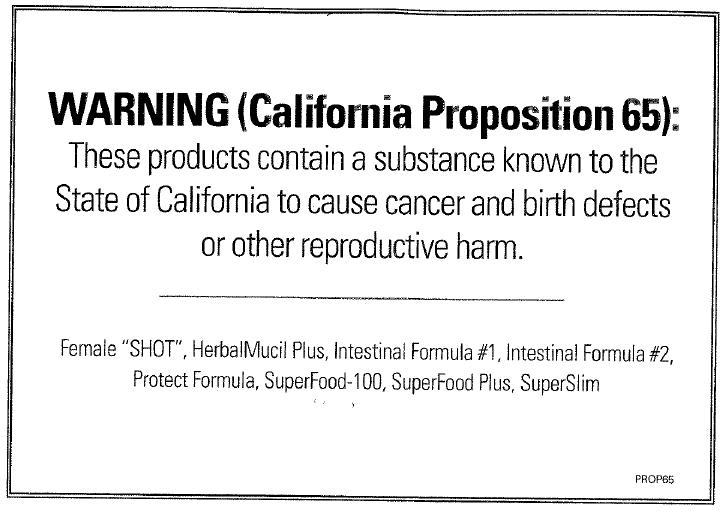 WARNING (California Proposition 65):
These products contain a substance known to the
State of California to cause cancer and birth defects
or other reproductive harm.
Female "SHOT", HerbalMucil Plus, Intestinal Formula #1, Intestinal Formula #2,
Protect Formula, SuperFood-100, SuperFood Plus, SuperSlim
PROP65